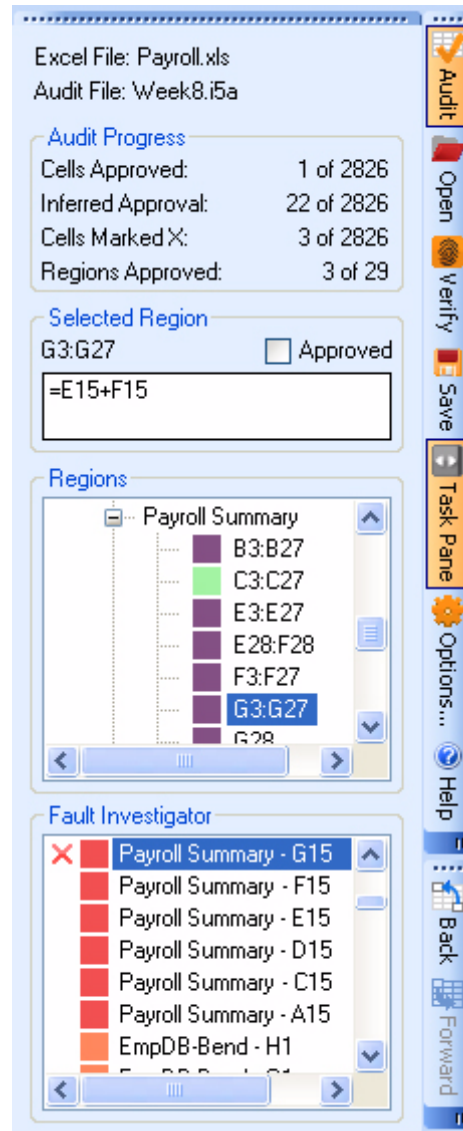 Excel File: Payroll.xls
Audit File: Week8.i5a
Audit Progress
Cells Approved: 1 of 2826
Inferred Approval: 22 of 2826
Cells Marked X: 3 of 2826
Regions Approved: 3 of 29
Selected Region
G3:G27 Approved
=E15+F15
Regions
Payroll Summary
B3:B27
C3:C27
E3:E27
E28:F28
F3:F27
G3:G27
G28
Fault Investigator
Payroll Summary - G15
Payroll Summary - F15
Payroll Summary - E15
Payroll Summary - D15
Payroll Summary - C15
Payroll Summary - A15
EmpDB-Bend - H1
Audit
Open
Verify
Save
Task Pane
Options...
Help
Back
Forward